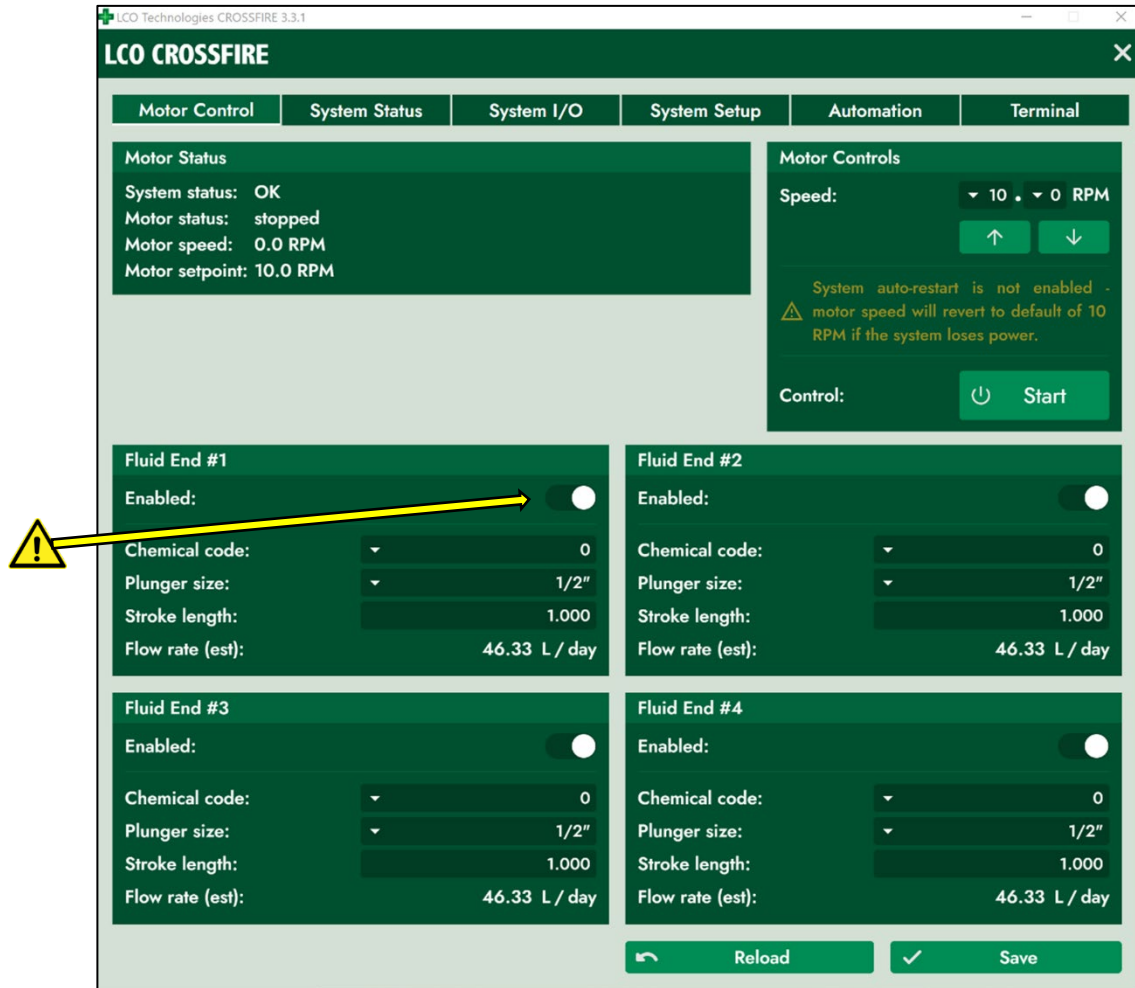 LCO Technologies CROSSFIRE 3.3.1
LCO CROSSFIRE
Motor Control System Status System I/O System Setup Automation Terminal
Motor Status
System status: OK
Motor status: stopped
Motor speed: 0.0 RPM
Motor setpoint: 10.0 RPM
Motor Controls
Speed: 10 . 0 RPM
System auto-restart is not enabled -
motor speed will revert to default of 10
RPM if the system loses power.
Control: Start
Fluid End #1
Enabled:
Chemical code: 0
Plunger size: 1/2"
Stroke length: 1.000
Flow rate (est): 46.33 L / day
Fluid End #2
Enabled:
Chemical code: 0
Plunger size: 1/2"
Stroke length: 1.000
Flow rate (est): 46.33 L / day
Fluid End #3
Enabled:
Chemical code: 0
Plunger size: 1/2"
Stroke length: 1.000
Flow rate (est): 46.33 L / day
Fluid End #4
Enabled:
Chemical code: 0
Plunger size: 1/2"
Stroke length: 1.000
Flow rate (est): 46.33 L / day
Reload Save